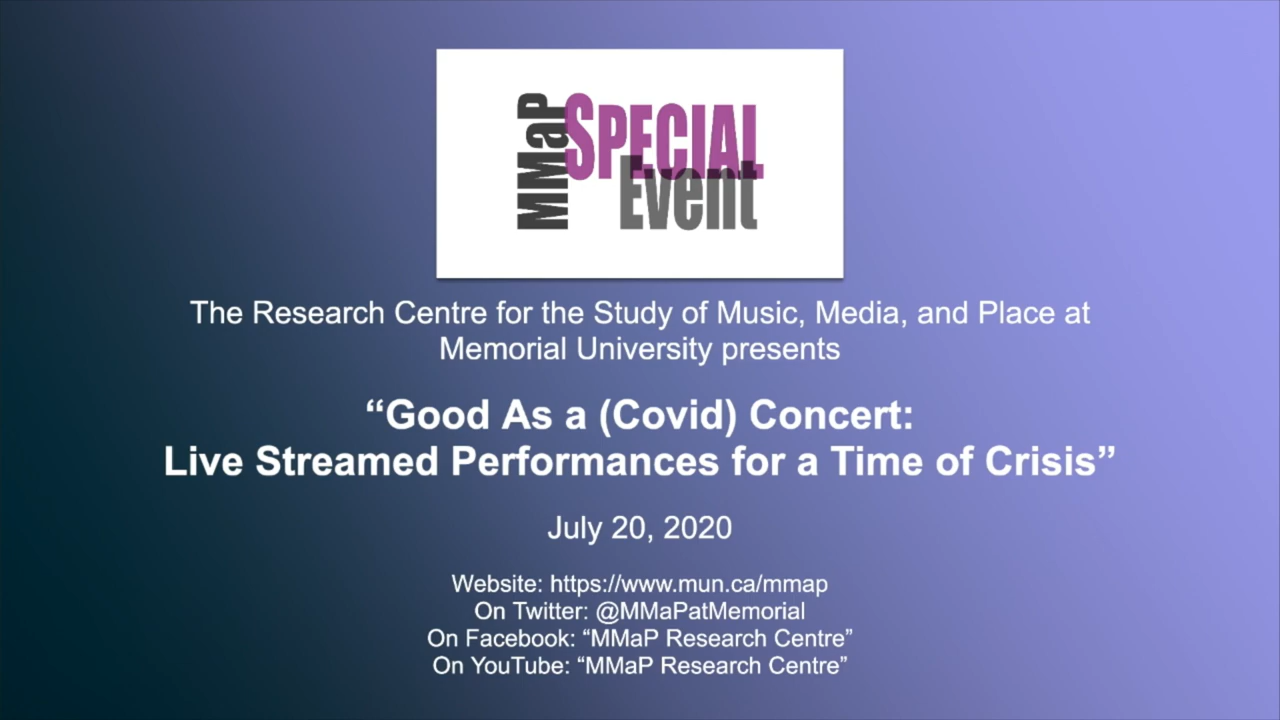 MMaP
SPECIAL
Event
The Research Centre for the Study of Music, Media, and Place at
Memorial University presents
“Good As a (Covid) Concert:
Live Streamed Performances for a Time of Crisis”
July 20, 2020
Website: https://www.mun.ca/mmap
On Twitter: @MMaPatMemorial
On Facebook: “MMaP Research Centre”
On YouTube: “MMaP Research Centre”